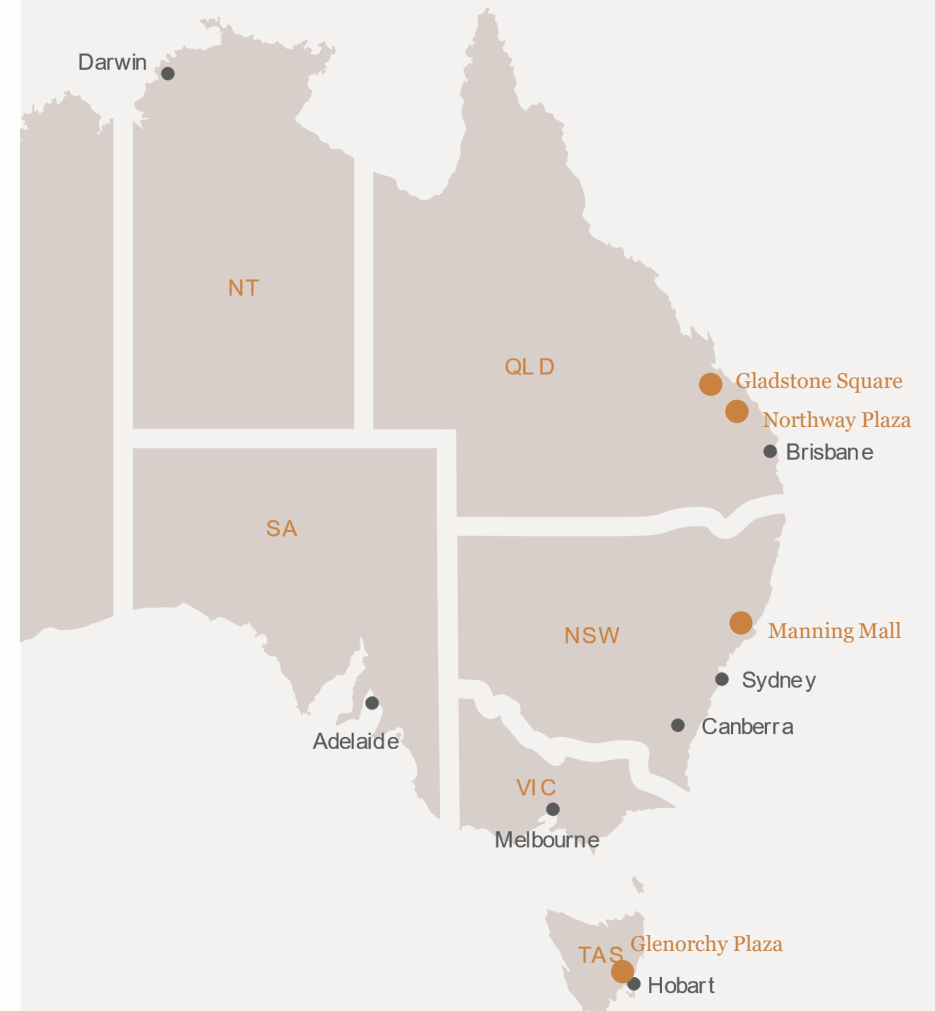 Darwin
NT
QLD
Gladstone Square
Northway Plaza
Brisbane
SA
NSW
Manning Mall
Sydney
Canberra
Adelaide
VIC
Melbourne
Glenorchy Plaza
TAS
Hobart